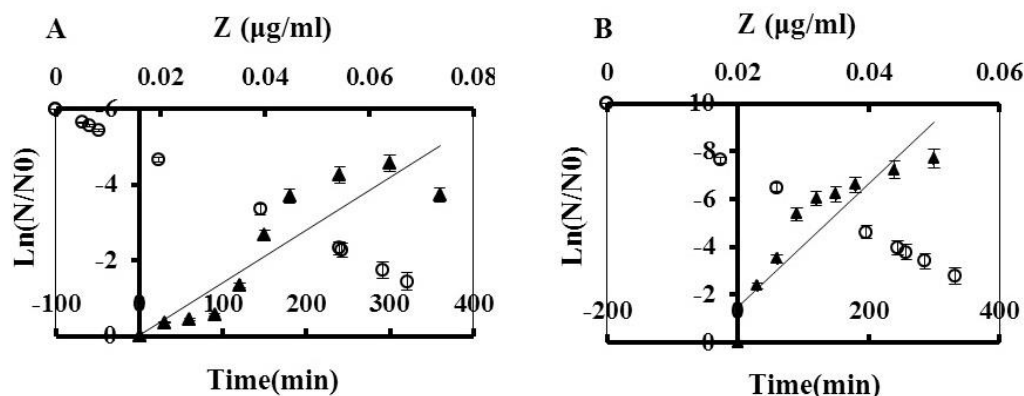 A
Z (µg/ml)
0 0.02 0.04 0.06 0.08
-6
-4
-2
0
Ln(N/N0)
-100 0 100 200 300 400
Time(min)
B
Z (µg/ml)
0 0.02 0.04 0.06
10
-8
-6
-4
-2
0
Ln(N/N0)
-200 0 200 400
Time(min)